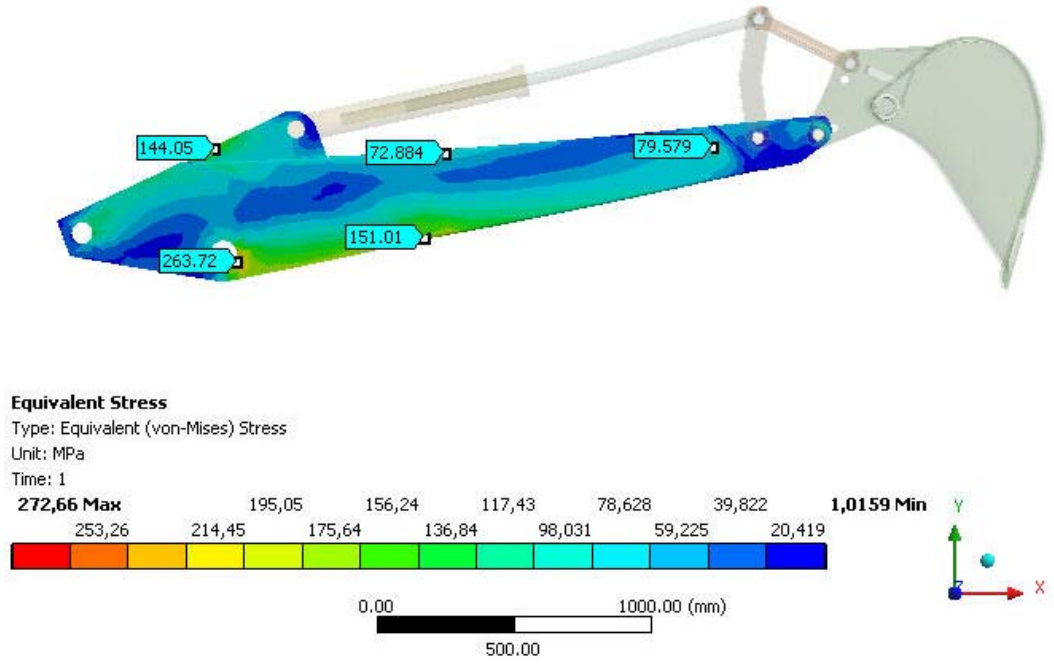 144.05
72.884
79.579
151.01
263.72
Equivalent Stress
Type: Equivalent (von-Mises) Stress
Unit: MPa
Time: 1
272,66 Max 195,05 156,24 117,43 78,628 39,822 1,0159 Min
253,26 214,45 175,64 136,84 98,031 59,225 20,419
Y
Z X
0.00 1000.00 (mm)
500.00